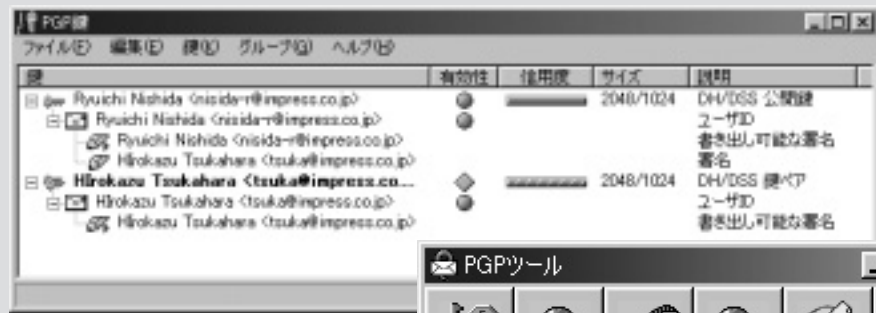 PGP鍵
ファイル(F) 編集(E) 鍵(K) グループ(G) ヘルプ(H)
鍵 有効性 信用度 サイズ 説明
Ryuichi Nishida <nisida-r@impress.co.jp> 2048/1024 DH/DSS 公開鍵
Ryuichi Nishida <nisida-r@impress.co.jp> ユーザID
Ryuichi Nishida <nisida-r@impress.co.jp> 書き出し可能な署名
Hirokazu Tsukahara <tsuka@impress.co.jp> 署名
Hirokazu Tsukahara <tsuka@impress.co... 2048/1024 DH/DSS 鍵ペア
Hirokazu Tsukahara <tsuka@impress.co.jp> ユーザID
Hirokazu Tsukahara <tsuka@impress.co.jp> 書き出し可能な署名
PGPツール